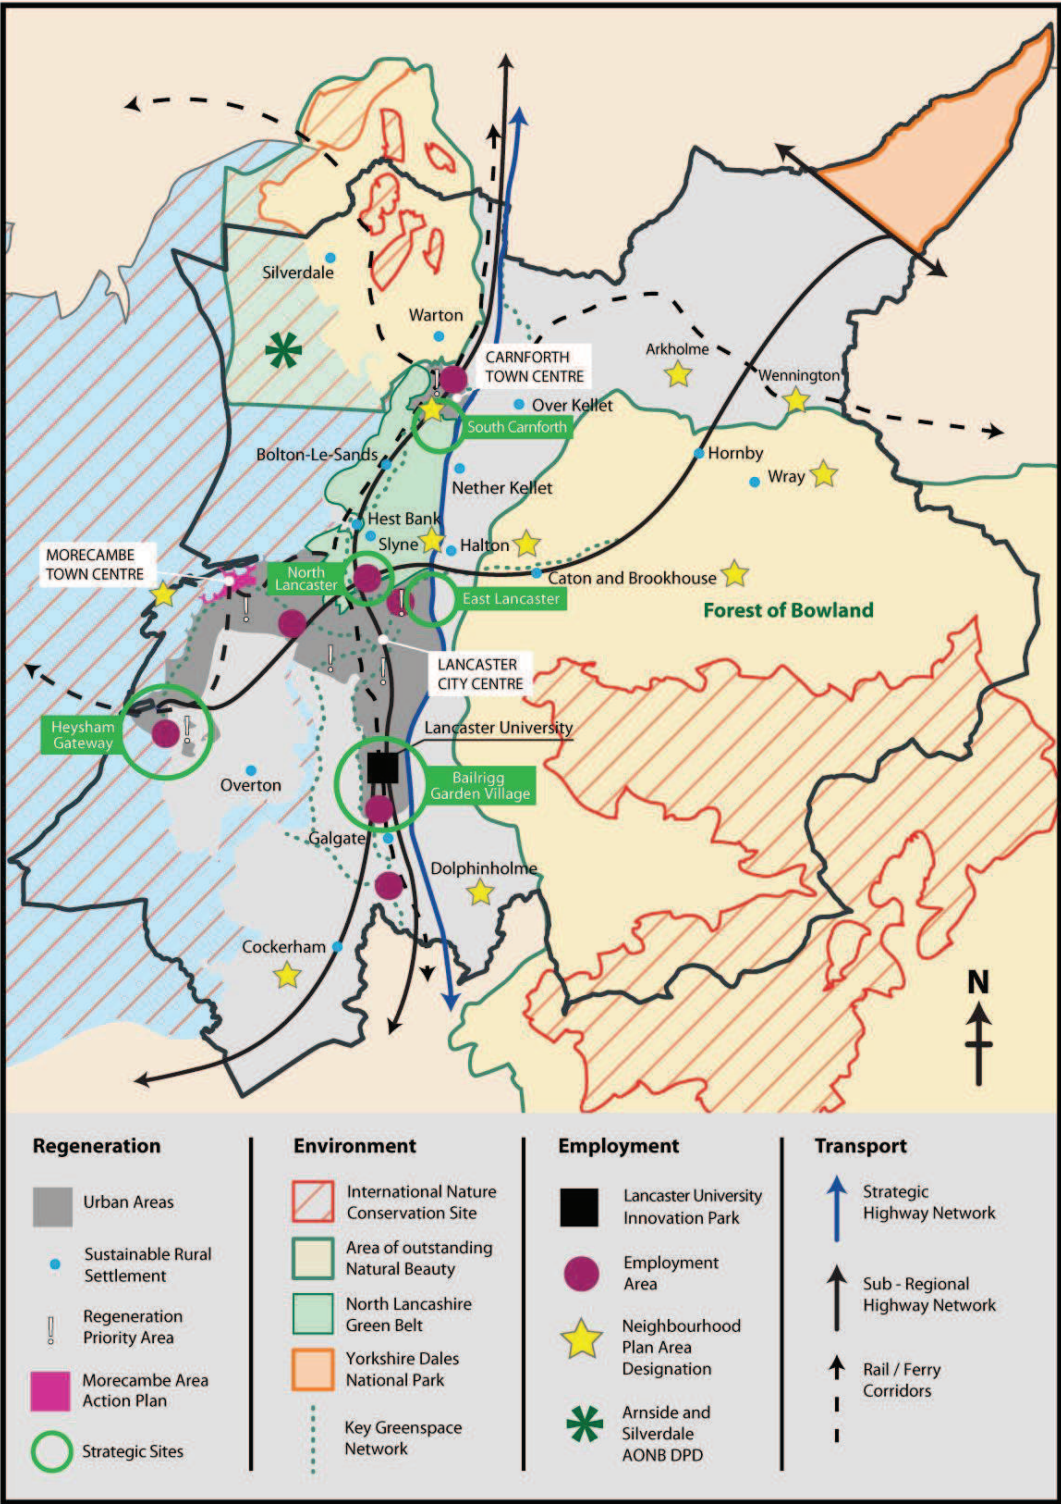 Silverdale
Warton
CARNFORTH
TOWN CENTRE
Arkholme
Wennington
Over Kellet
South Carnforth
Bolton-Le-Sands
Hornby
Wray
Nether Kellet
Hest Bank
Slyne
Halton
MORECAMBE
TOWN CENTRE
North
Lancaster
Caton and Brookhouse
East Lancaster
Forest of Bowland
LANCASTER
CITY CENTRE
Heysham
Gateway
Lancaster University
Overton
Bailrigg
Garden Village
Galgate
Dolphinholme
Cockerham
N
Regeneration
Urban Areas
Sustainable Rural
Settlement
!
Regeneration
Priority Area
Morecambe Area
Action Plan
Strategic Sites
Environment
International Nature
Conservation Site
Area of outstanding
Natural Beauty
North Lancashire
Green Belt
Yorkshire Dales
National Park
Key Greenspace
Network
Employment
Lancaster University
Innovation Park
Employment
Area
Neighbourhood
Plan Area
Designation
Arnside and
Silverdale
AONB DPD
Transport
Strategic
Highway Network
Sub - Regional
Highway Network
Rail / Ferry
Corridors